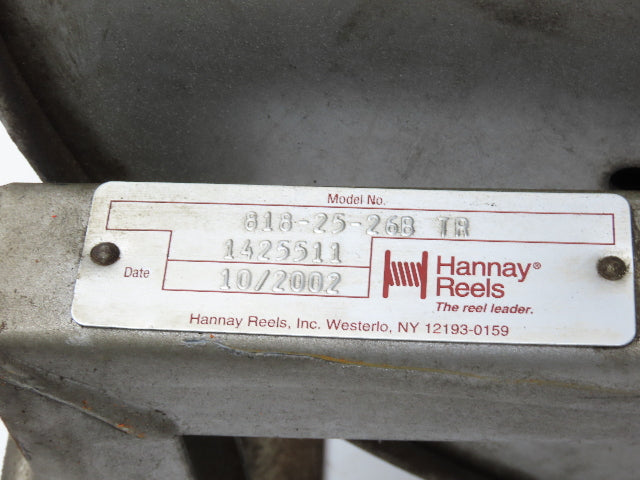 Model No.
818-25-26B TR
1425511
Date 10/2002
Hannay®
Reels
The reel leader.
Hannay Reels, Inc. Westerlo, NY 12193-0159